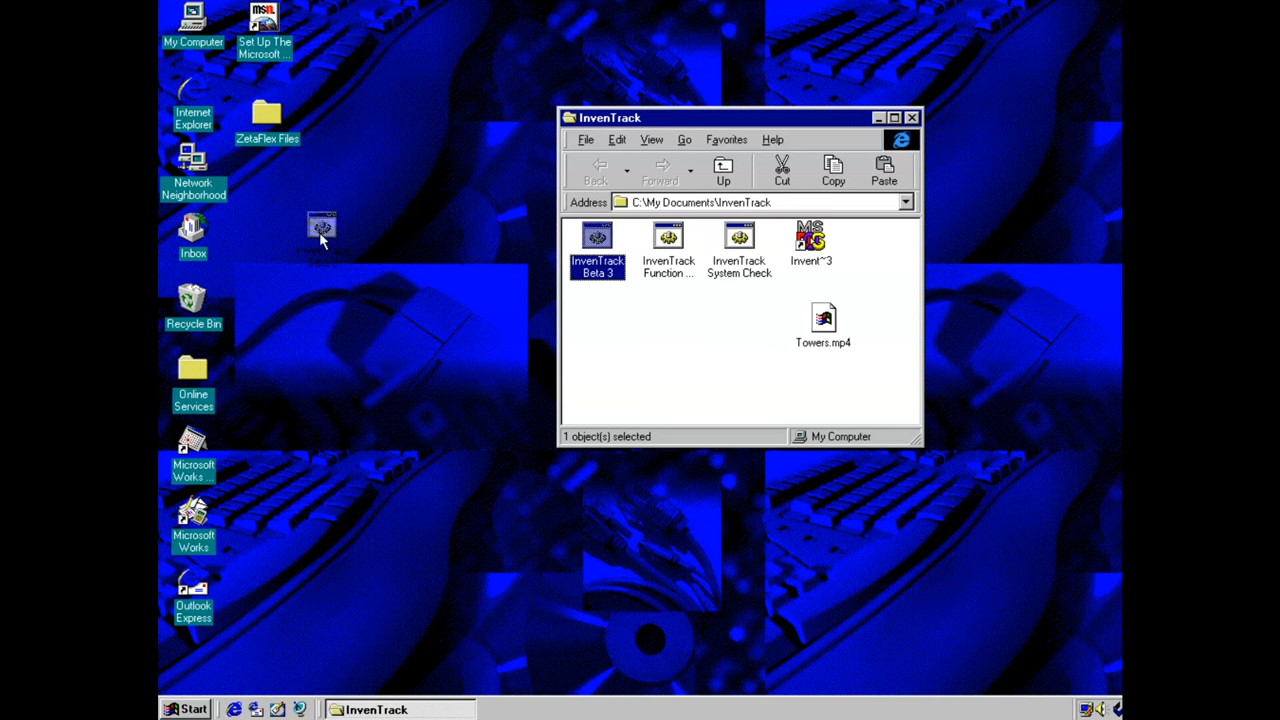 My Computer
msn.
Set Up The
Microsoft ...
Internet
Explorer
ZetaFlex Files
Network
Neighborhood
Inbox
Recycle Bin
Online
Services
Microsoft
Works ...
Microsoft
Works
Outlook
Express
InvenTrack
File Edit View Go Favorites Help
Back Forward Up Cut Copy Paste
Address C:\My Documents\InvenTrack
InvenTrack
Beta 3
InvenTrack
Function ...
InvenTrack
System Check
MS
Invent~3
Towers.mp4
1 object(s) selected My Computer
Start InvenTrack